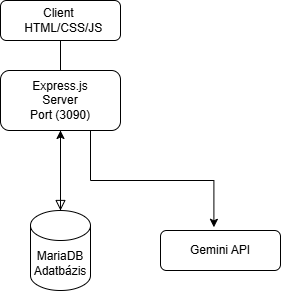 Client
HTML/CSS/JS
Express.js
Server
Port (3090)
MariaDB
Adatbázis
Gemini API